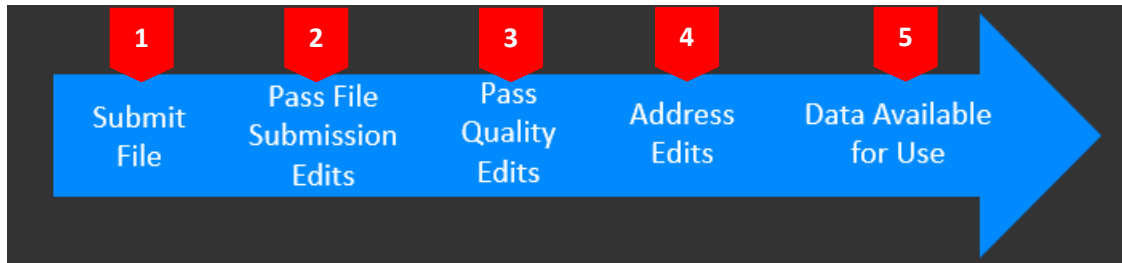 1
Submit
File
2
Pass File
Submission
Edits
3
Pass
Quality
Edits
4
Address
Edits
5
Data Available
for Use